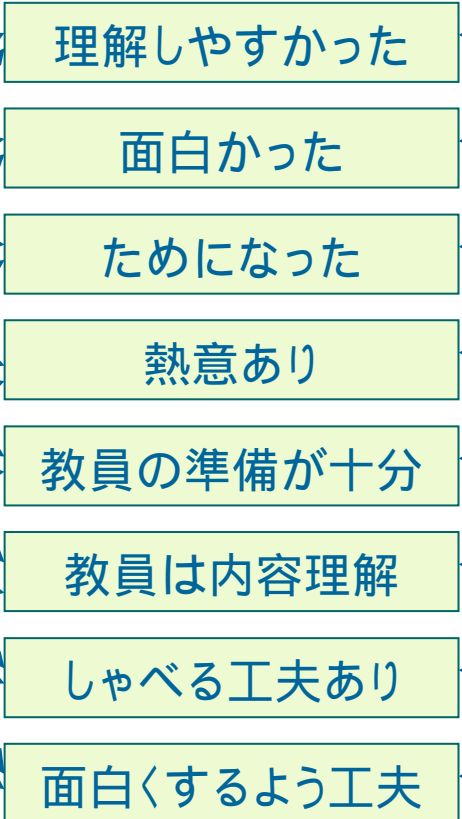 理解しやすかった
面白かった
ためになった
熱意あり
教員の準備が十分
教員は内容理解
しゃべる工夫あり
面白くするよう工夫